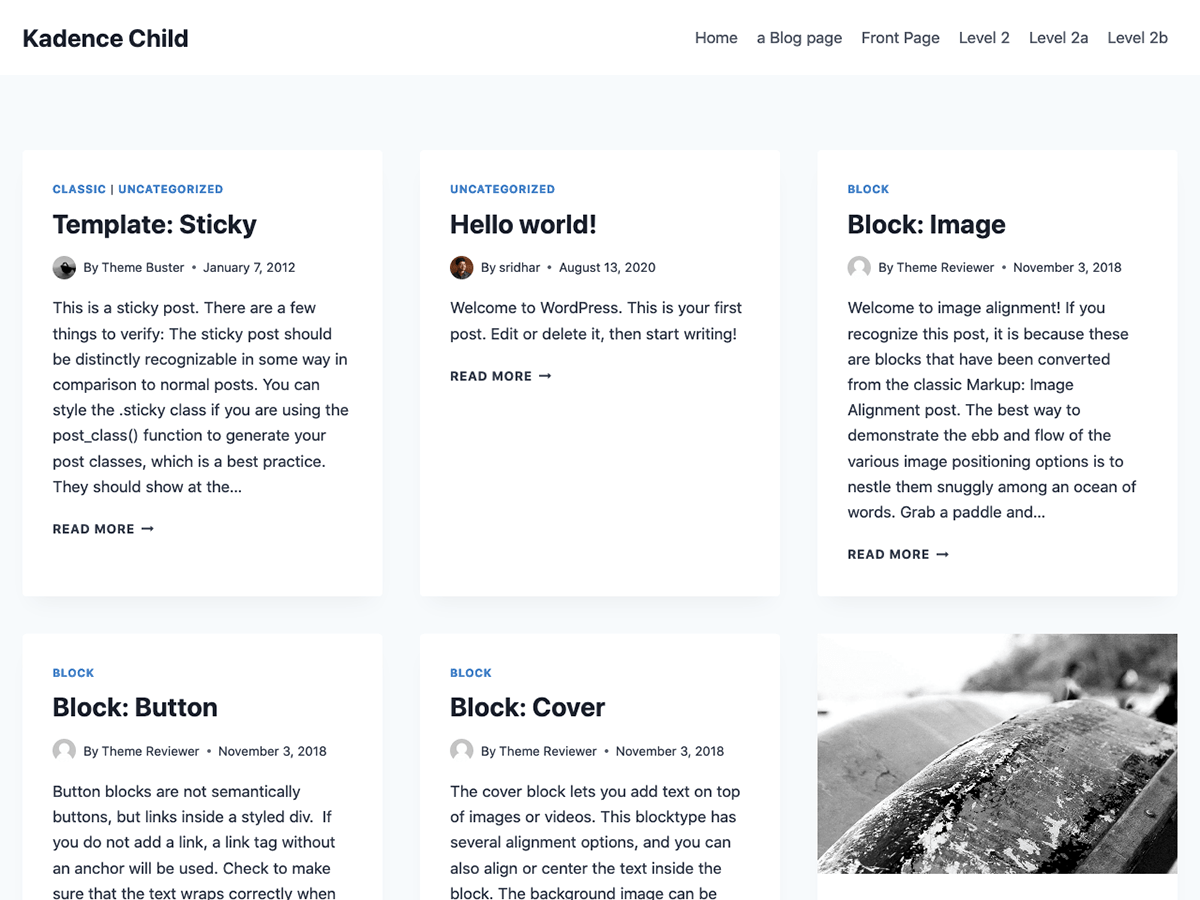 Kadence Child
Home a Blog page Front Page Level 2 Level 2a Level 2b
CLASSIC | UNCATEGORIZED
Template: Sticky
By Theme Buster • January 7, 2012
This is a sticky post. There are a few
things to verify: The sticky post should
be distinctly recognizable in some way in
comparison to normal posts. You can
style the .sticky class if you are using the
post_class() function to generate your
post classes, which is a best practice.
They should show at the...
READ MORE →
UNCATEGORIZED
Hello world!
By sridhar • August 13, 2020
Welcome to WordPress. This is your first
post. Edit or delete it, then start writing!
READ MORE →
BLOCK
Block: Image
By Theme Reviewer • November 3, 2018
Welcome to image alignment! If you
recognize this post, it is because these
are blocks that have been converted
from the classic Markup: Image
Alignment post. The best way to
demonstrate the ebb and flow of the
various image positioning options is to
nestle them snuggly among an ocean of
words. Grab a paddle and...
READ MORE →
BLOCK
Block: Button
By Theme Reviewer • November 3, 2018
Button blocks are not semantically
buttons, but links inside a styled div.  If
you do not add a link, a link tag without
an anchor will be used. Check to make
sure that the text wraps correctly when
BLOCK
Block: Cover
By Theme Reviewer • November 3, 2018
The cover block lets you add text on top
of images or videos. This blocktype has
several alignment options, and you can
also align or center the text inside the
block. The background image can be